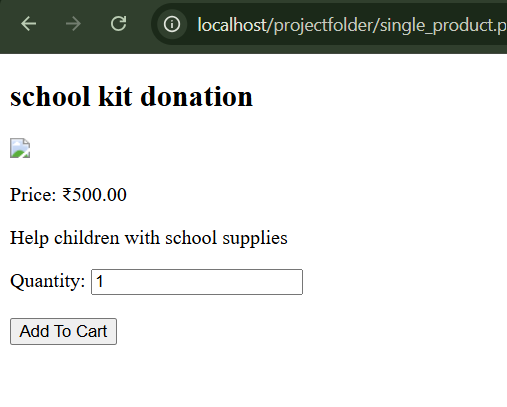 localhost/projectfolder/single_product.p
school kit donation
Price: ₹500.00
Help children with school supplies
Quantity: 1
Add To Cart